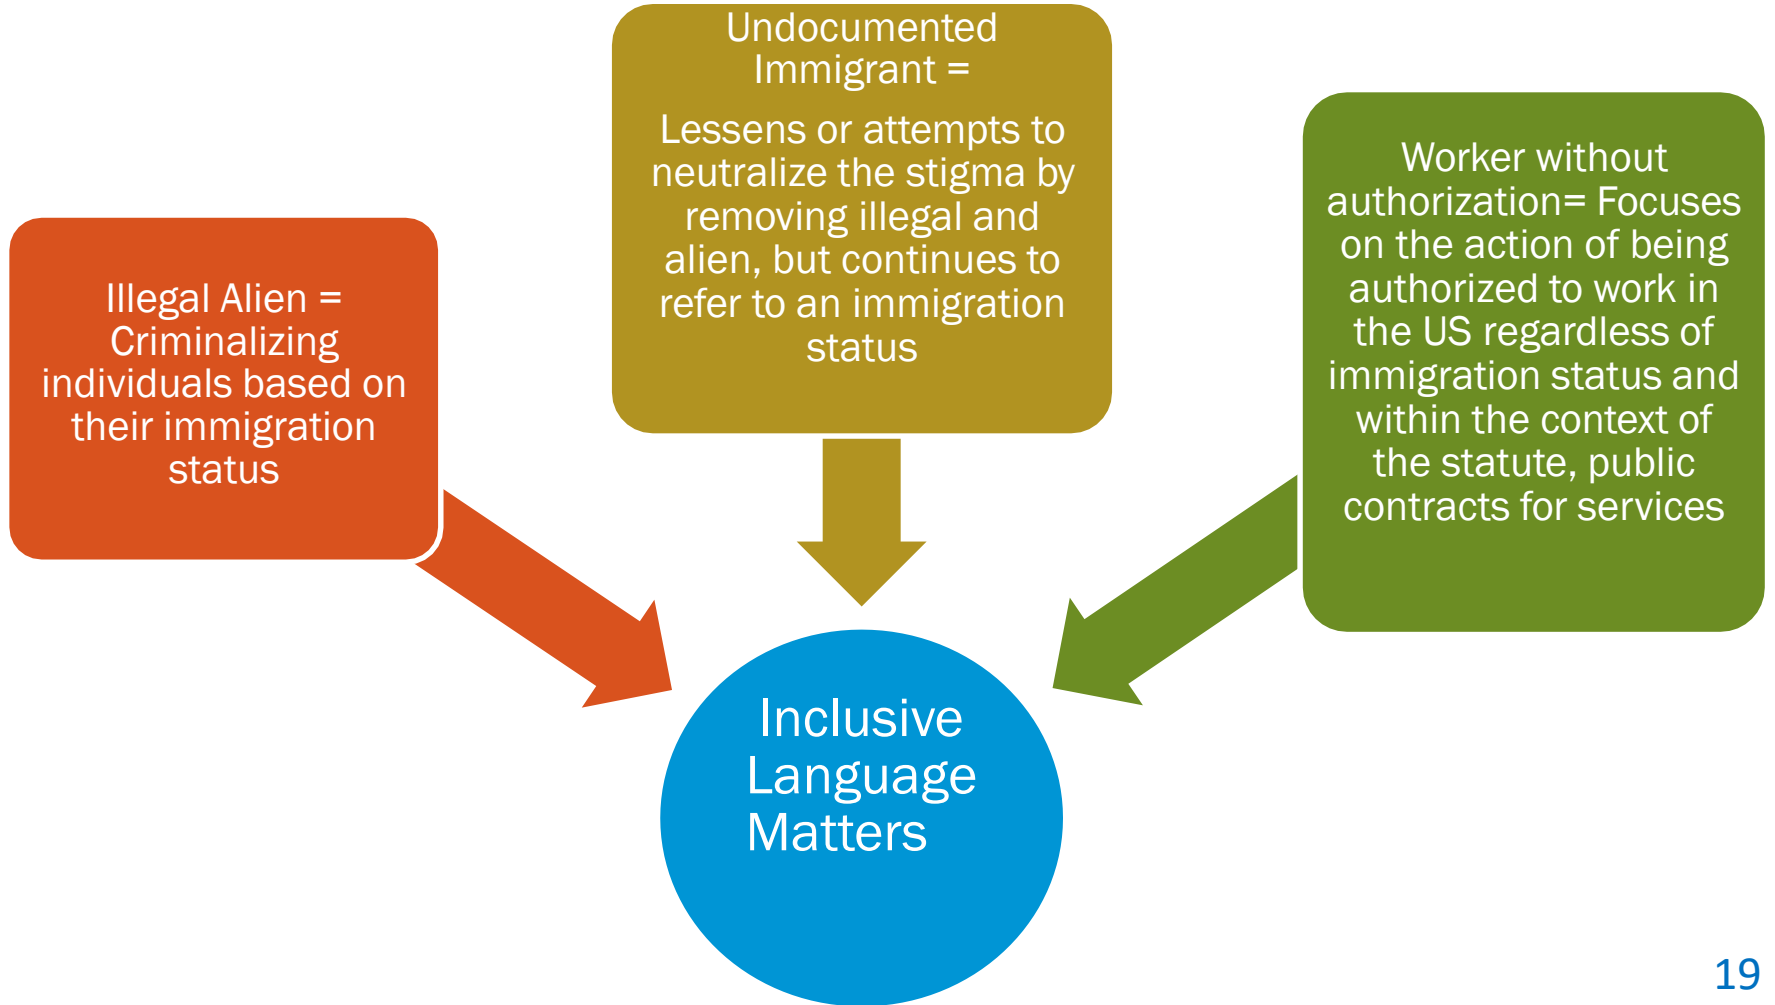 Illegal Alien =
Criminalizing
individuals based on
their immigration
status
Undocumented
Immigrant =
Lessens or attempts to
neutralize the stigma by
removing illegal and
alien, but continues to
refer to an immigration
status
Worker without
authorization= Focuses
on the action of being
authorized to work in
the US regardless of
immigration status and
within the context of
the statute, public
contracts for services
Inclusive
Language
Matters
19